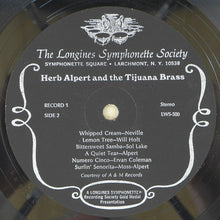 The Longines Symphonette Society
SYMPHONETTE SQUARE • LARCHMONT, N. Y. 10538
Herb Alpert and the Tijuana Brass
RECORD 1 Stereo
SIDE 2 LWS-500
Whipped Cream—Neville
Lemon Tree—Will Holt
Bittersweet Samba—Sol Lake
A Quiet Tear—Alpert
Numero Cinco—Ervan Coleman
Surfin' Senorita—Moss-Alpert
Courtesy of A & M Records
A LONGINES SYMPHONETTE
Recording Society Gold Medal
Presentation